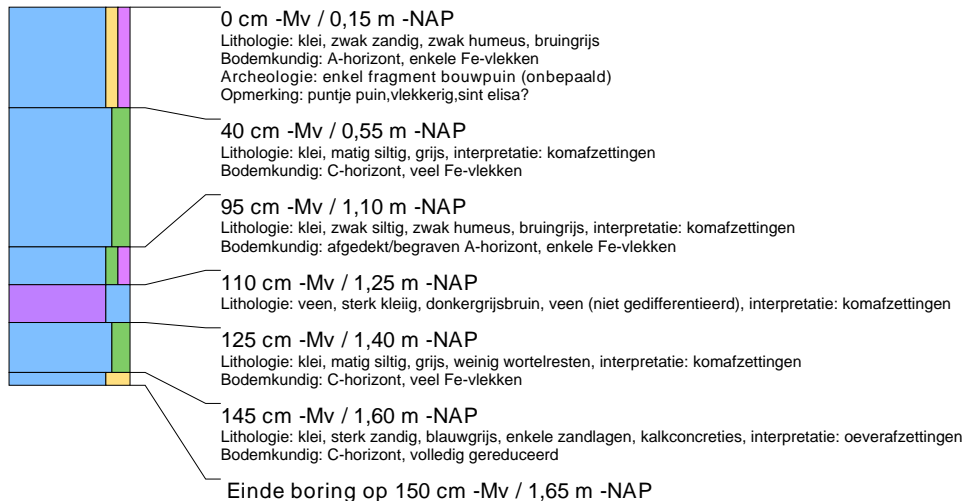 0 cm -Mv / 0,15 m -NAP
Lithologie: klei, zwak zandig, zwak humeus, bruingrijs
Bodemkundig: A-horizont, enkele Fe-vlekken
Archeologie: enkel fragment bouwpuin (onbepaald)
Opmerking: puntje puin,vlekkerig,sint elisa?
40 cm -Mv / 0,55 m -NAP
Lithologie: klei, matig siltig, grijs, interpretatie: komafzettingen
Bodemkundig: C-horizont, veel Fe-vlekken
95 cm -Mv / 1,10 m -NAP
Lithologie: klei, zwak siltig, zwak humeus, bruingrijs, interpretatie: komafzettingen
Bodemkundig: afgedekt/begraven A-horizont, enkele Fe-vlekken
110 cm -Mv / 1,25 m -NAP
Lithologie: veen, sterk kleiig, donkergrijsbruin, veen (niet gedifferentieerd), interpretatie: komafzettingen
125 cm -Mv / 1,40 m -NAP
Lithologie: klei, matig siltig, grijs, weinig wortelresten, interpretatie: komafzettingen
Bodemkundig: C-horizont, veel Fe-vlekken
145 cm -Mv / 1,60 m -NAP
Lithologie: klei, sterk zandig, blauwgrijs, enkele zandlagen, kalkconcreties, interpretatie: oeverafzettingen
Bodemkundig: C-horizont, volledig gereduceerd
Einde boring op 150 cm -Mv / 1,65 m -NAP